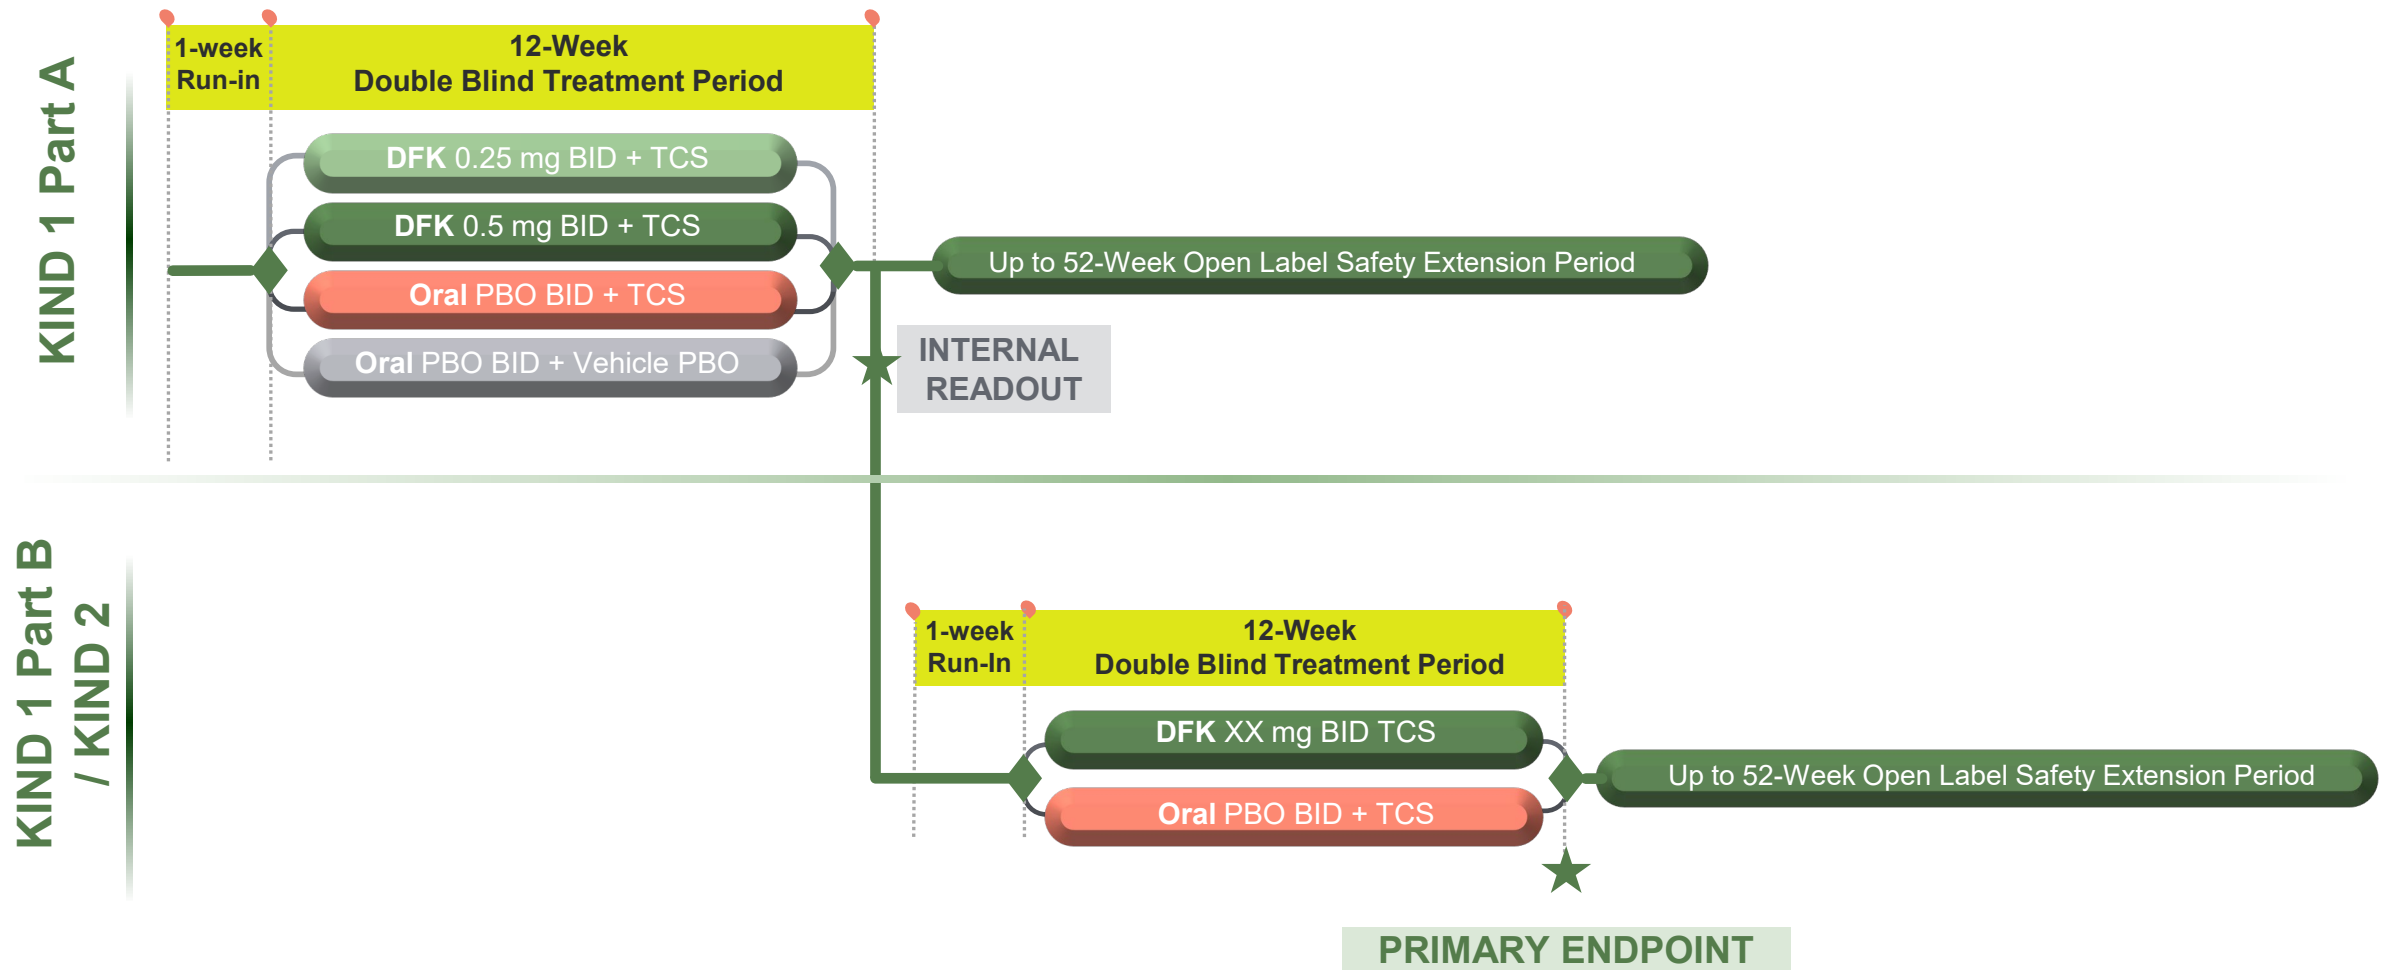 KIND 1 Part A
1-week
Run-in
12-Week
Double Blind Treatment Period
DFK 0.25 mg BID + TCS
DFK 0.5 mg BID + TCS
Oral PBO BID + TCS
Oral PBO BID + Vehicle PBO
Up to 52-Week Open Label Safety Extension Period
INTERNAL
READOUT
KIND 1 Part B
/ KIND 2
1-week
Run-In
12-Week
Double Blind Treatment Period
DFK XX mg BID TCS
Oral PBO BID + TCS
Up to 52-Week Open Label Safety Extension Period
PRIMARY ENDPOINT